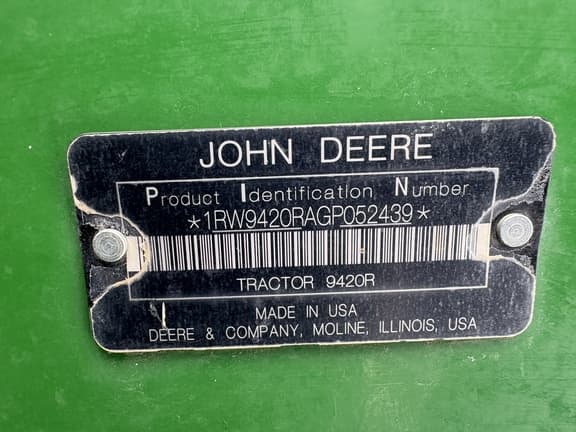 JOHN DEERE
Product Identification Number
*1RW9420RAGP052439*
TRACTOR 9420R
MADE IN USA
DEERE & COMPANY, MOLINE, ILLINOIS, USA